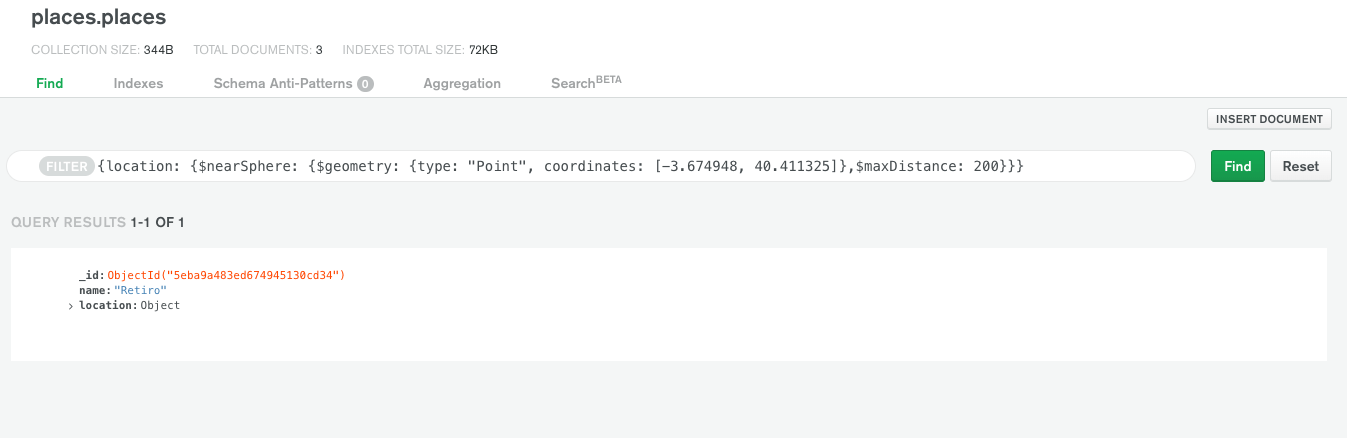 places.places
COLLECTION SIZE: 344B TOTAL DOCUMENTS: 3 INDEXES TOTAL SIZE: 72KB
Find Indexes Schema Anti-Patterns 0 Aggregation Search BETA
INSERT DOCUMENT
FILTER {location: {$nearSphere: {$geometry: {type: "Point", coordinates: [-3.674948, 40.411325]},$maxDistance: 200}}} Find Reset
QUERY RESULTS 1-1 OF 1
_id: ObjectId("5eba9a483ed674945130cd34")
name: "Retiro"
> location: Object